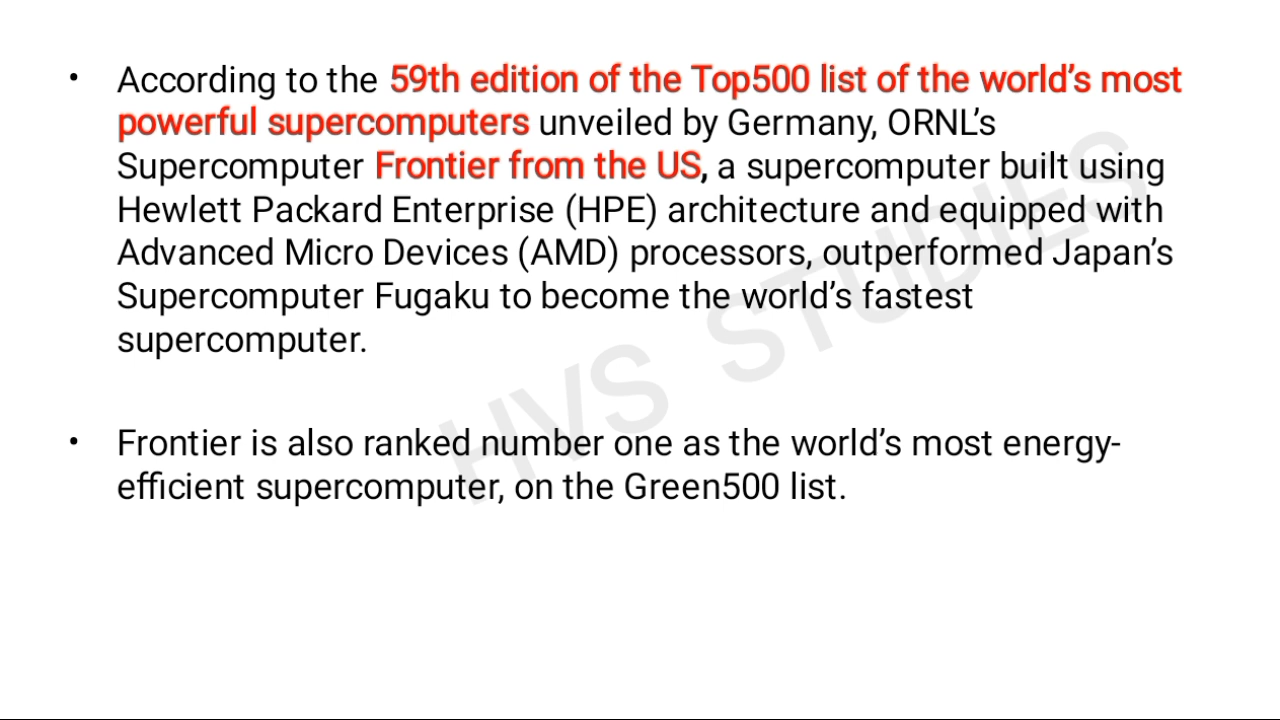 • According to the 59th edition of the Top500 list of the world’s most
powerful supercomputers unveiled by Germany, ORNL’s
Supercomputer Frontier from the US, a supercomputer built using
Hewlett Packard Enterprise (HPE) architecture and equipped with
Advanced Micro Devices (AMD) processors, outperformed Japan’s
Supercomputer Fugaku to become the world’s fastest
supercomputer.
• Frontier is also ranked number one as the world’s most energy-
efficient supercomputer, on the Green500 list.
HVS STUDIES